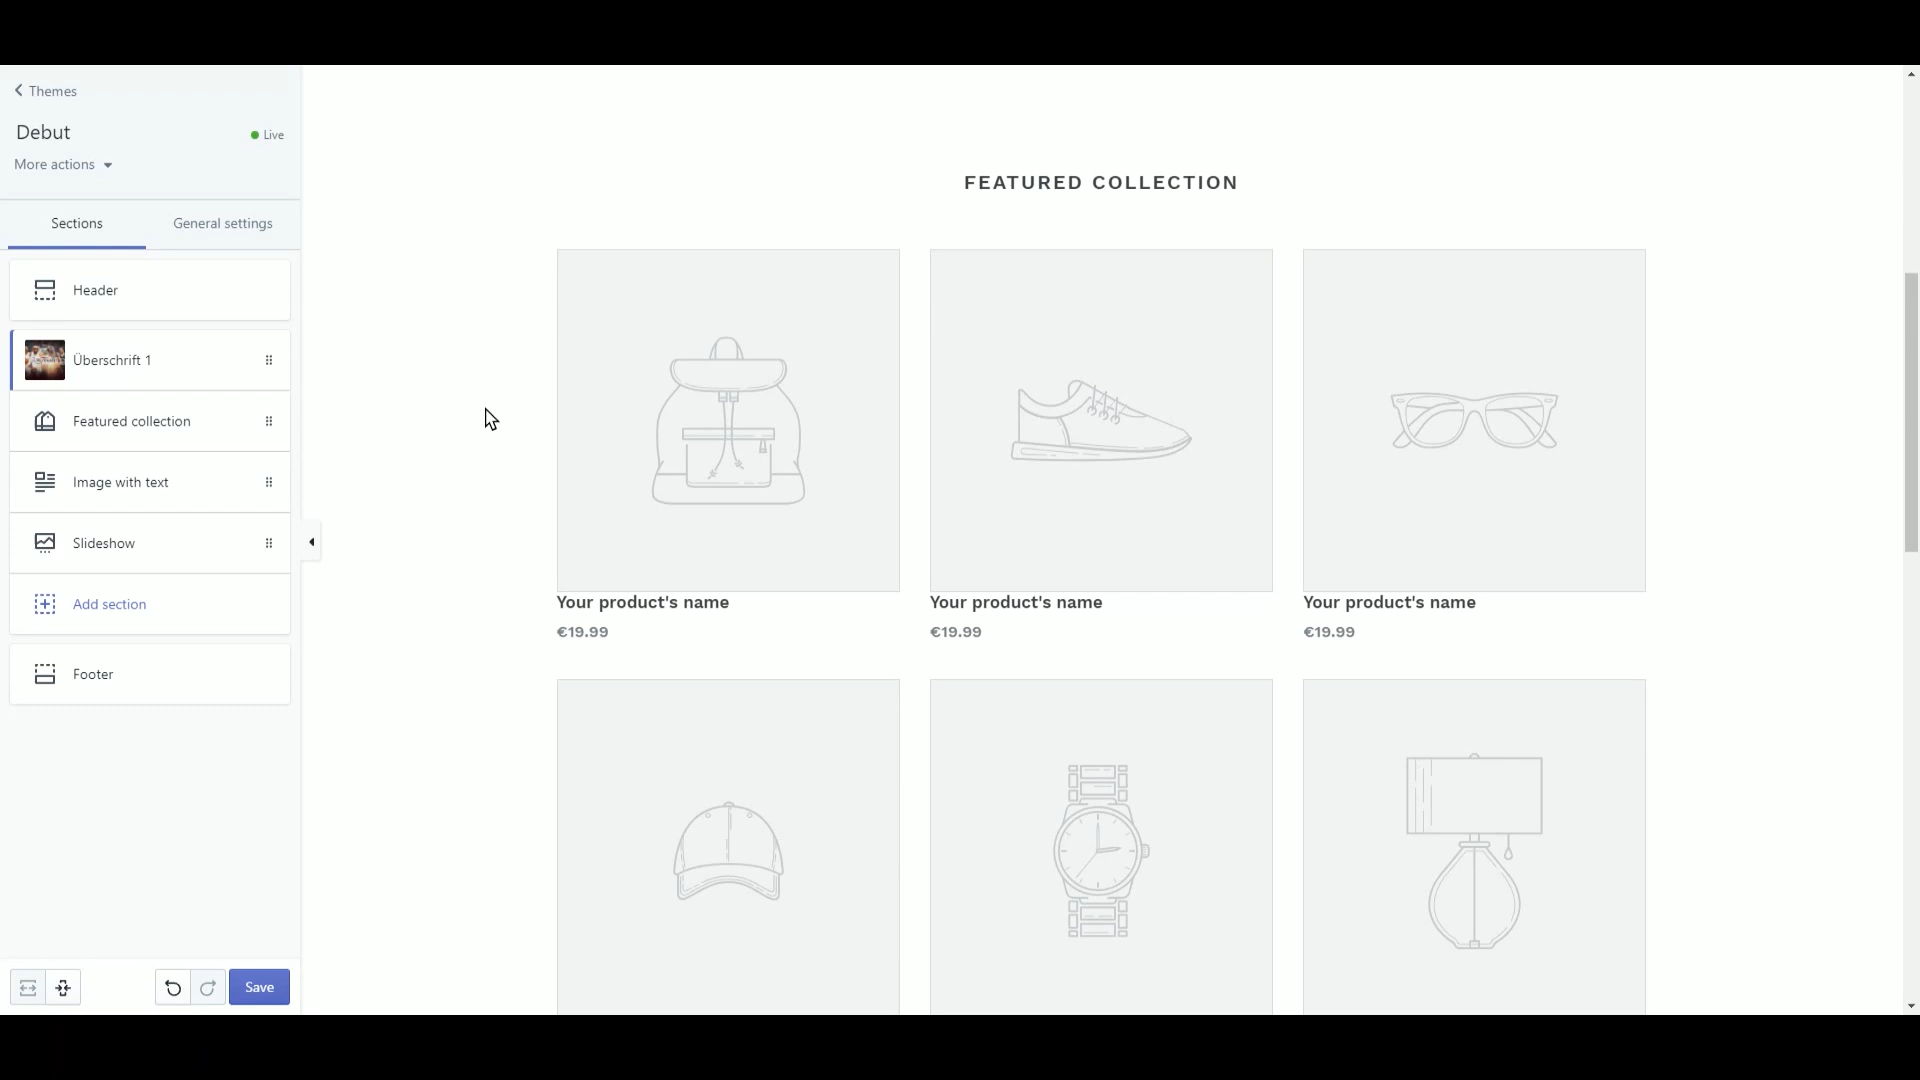 Themes
Debut
Live
More actions
Sections
General settings
Header
Überschrift 1
Featured collection
Image with text
Slideshow
Add section
Footer
Save
FEATURED COLLECTION
Your product's name
€19.99
Your product's name
€19.99
Your product's name
€19.99